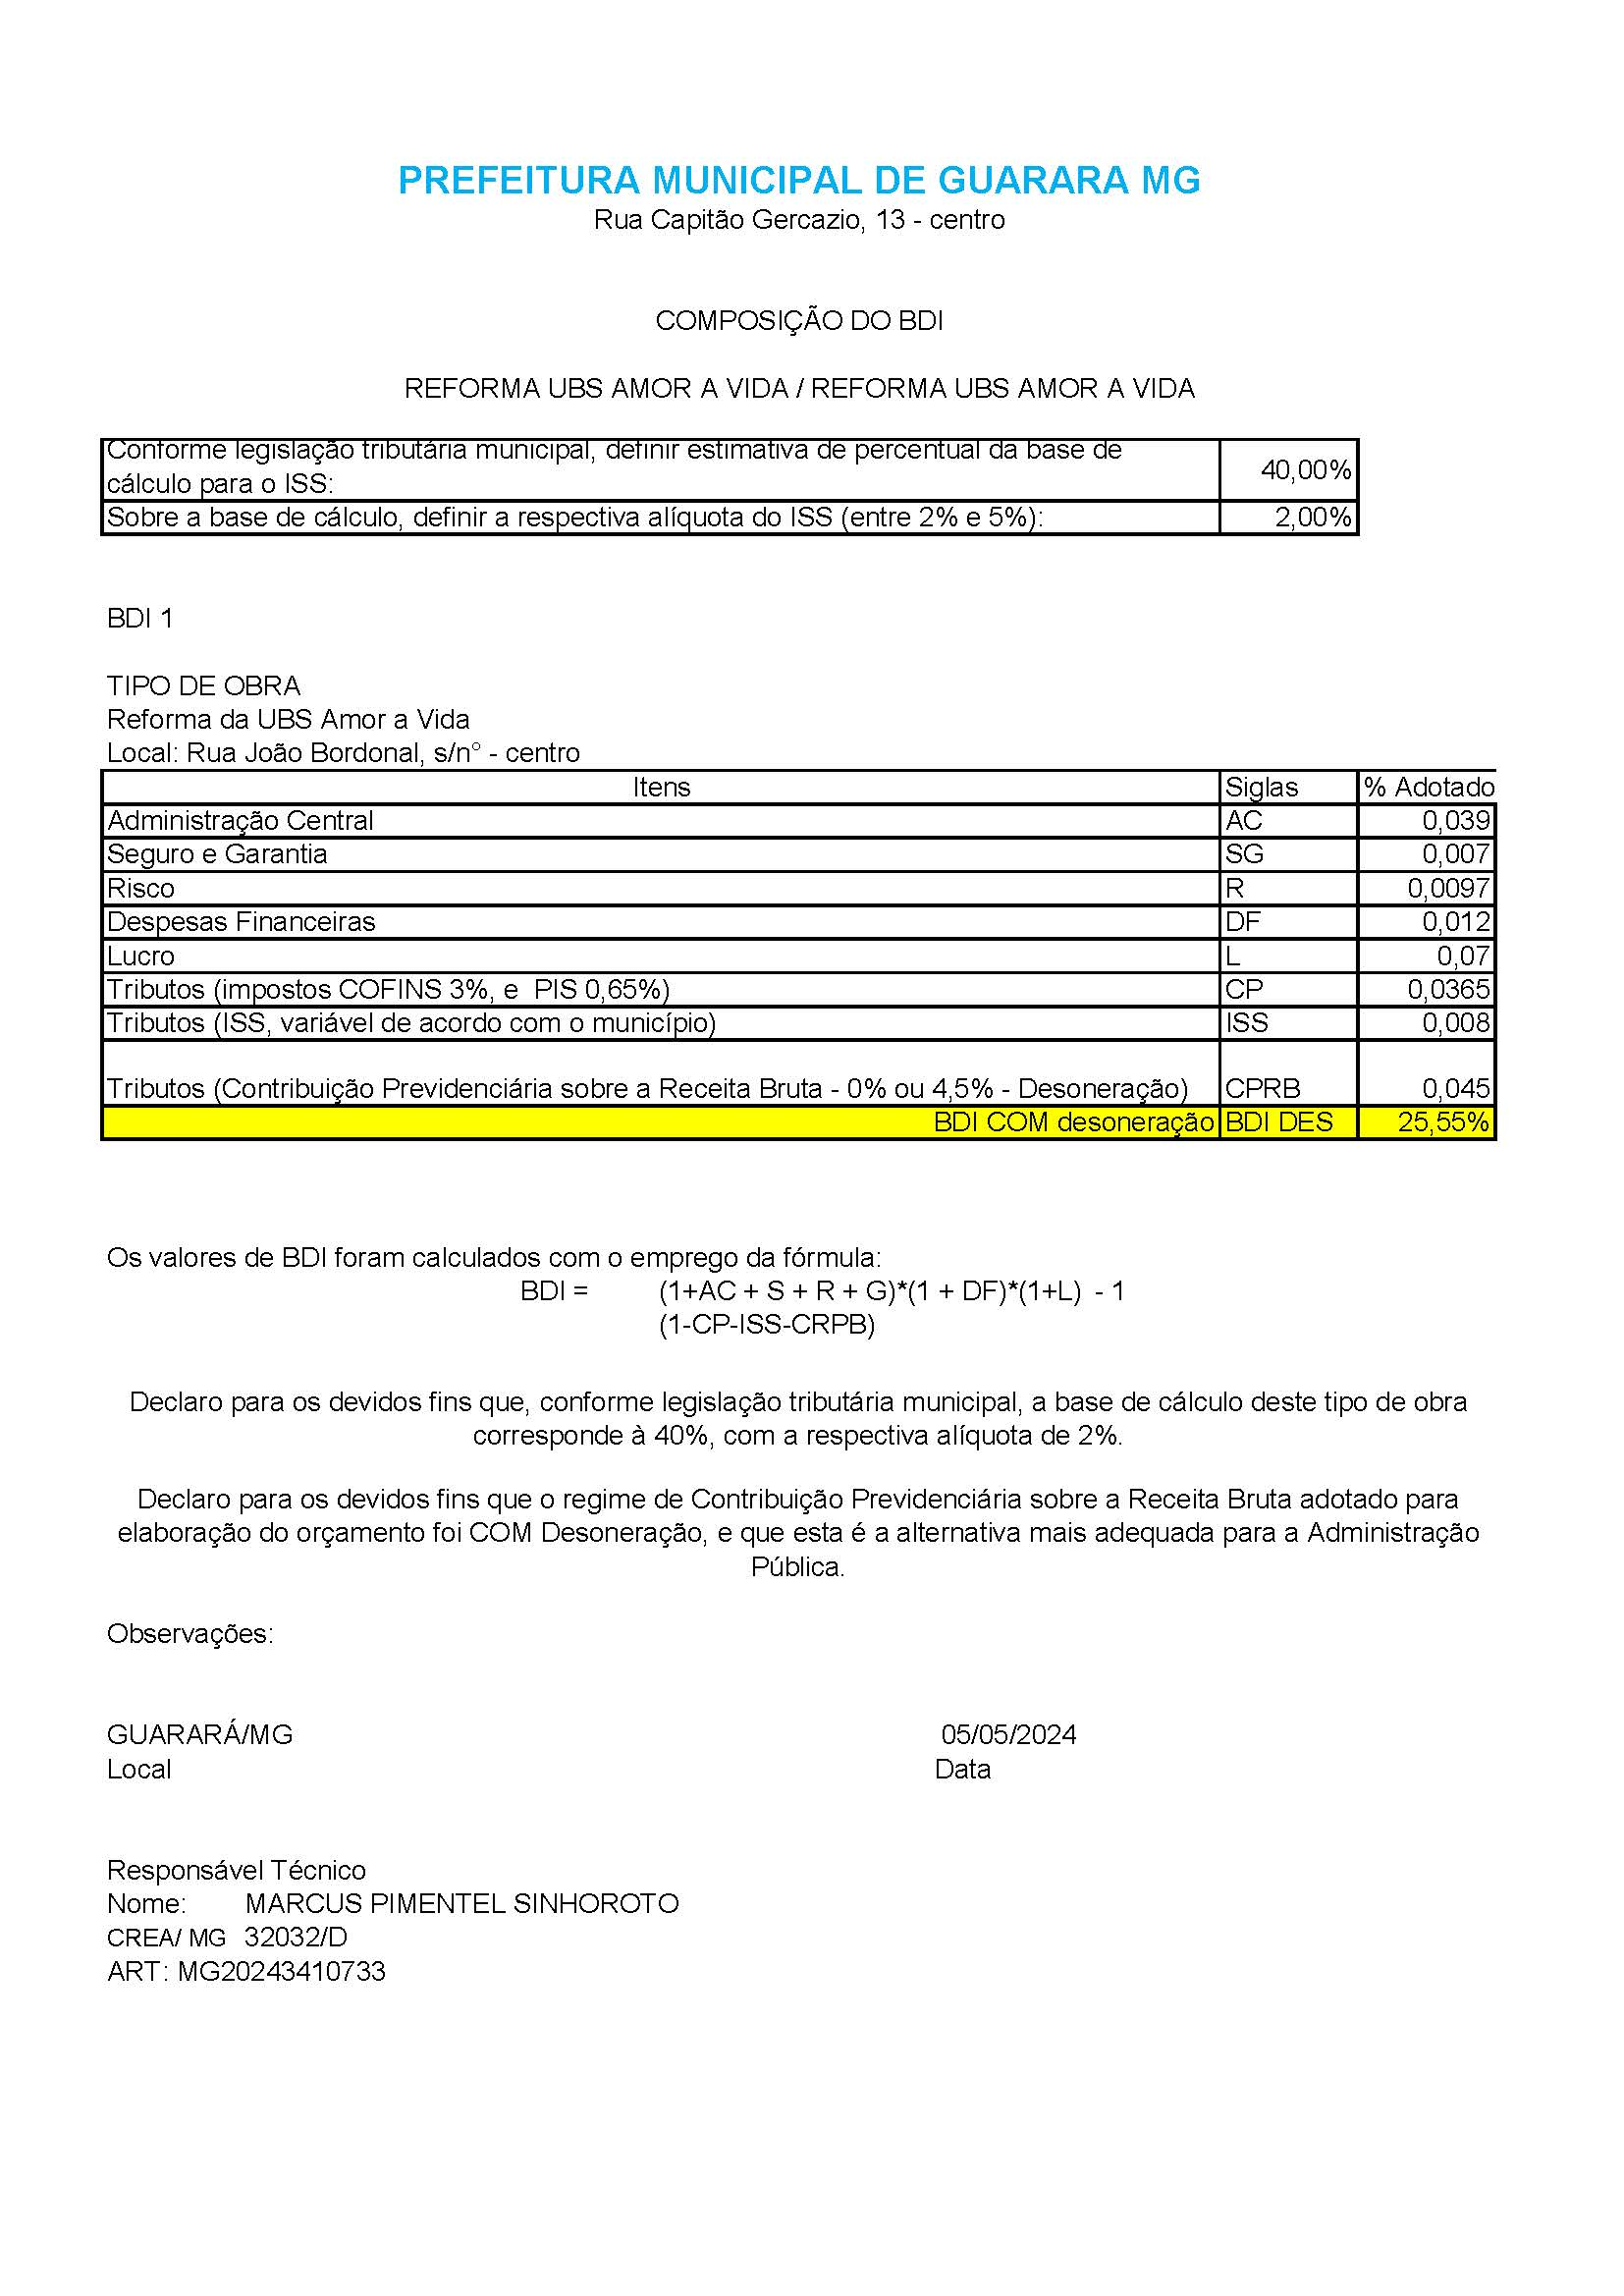 PREFEITURA MUNICIPAL DE GUARARA MG
Rua Capitão Gercazio, 13 - centro
COMPOSIÇÃO DO BDI
REFORMA UBS AMOR A VIDA / REFORMA UBS AMOR A VIDA
Conforme legislação tributária municipal, definir estimativa de percentual da base de
cálculo para o ISS: 40,00%
Sobre a base de cálculo, definir a respectiva alíquota do ISS (entre 2% e 5%): 2,00%
BDI 1
TIPO DE OBRA
Reforma da UBS Amor a Vida
Local: Rua João Bordonal, s/n° - centro
Itens Siglas % Adotado
Administração Central AC 0,039
Seguro e Garantia SG 0,007
Risco R 0,0097
Despesas Financeiras DF 0,012
Lucro L 0,07
Tributos (impostos COFINS 3%, e  PIS 0,65%) CP 0,0365
Tributos (ISS, variável de acordo com o município) ISS 0,008
Tributos (Contribuição Previdenciária sobre a Receita Bruta - 0% ou 4,5% - Desoneração) CPRB 0,045
BDI COM desoneração BDI DES 25,55%
Os valores de BDI foram calculados com o emprego da fórmula:
BDI = (1+AC + S + R + G)*(1 + DF)*(1+L) - 1
(1-CP-ISS-CRPB)
Declaro para os devidos fins que, conforme legislação tributária municipal, a base de cálculo deste tipo de obra
corresponde à 40%, com a respectiva alíquota de 2%.
Declaro para os devidos fins que o regime de Contribuição Previdenciária sobre a Receita Bruta adotado para
elaboração do orçamento foi COM Desoneração, e que esta é a alternativa mais adequada para a Administração
Pública.
Observações:
GUARARÁ/MG 05/05/2024
Local Data
Responsável Técnico
Nome: MARCUS PIMENTEL SINHOROTO
CREA/ MG 32032/D
ART: MG20243410733